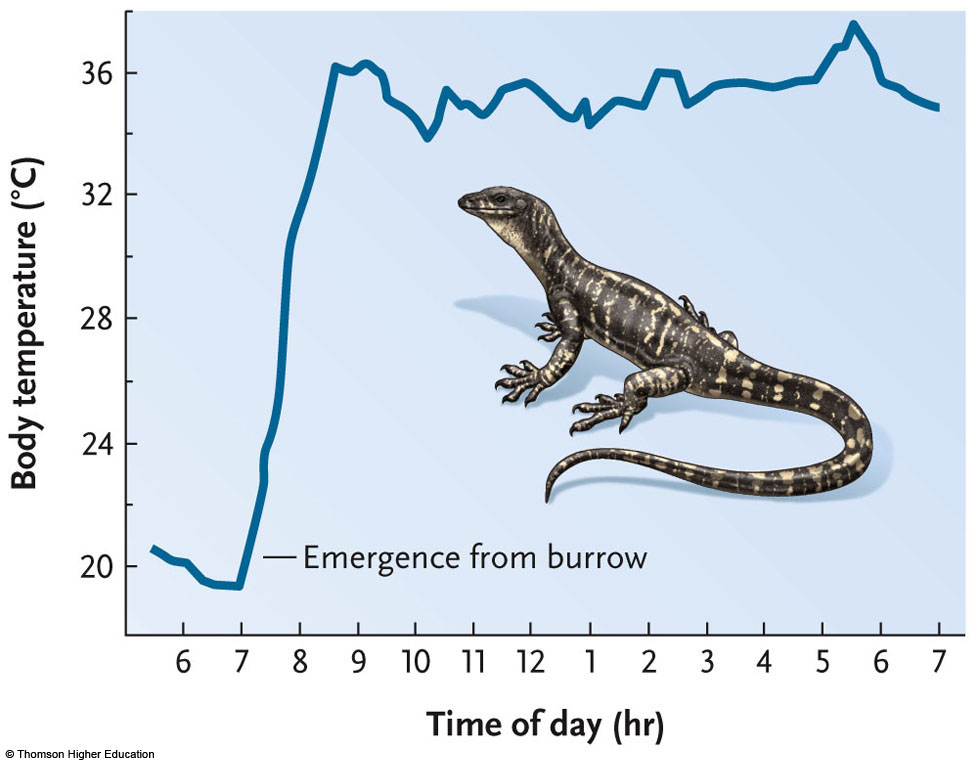 36
32
28
24
20
Body temperature (°C)
Emergence from burrow
6 7 8 9 10 11 12 1 2 3 4 5 6 7
Time of day (hr)
© Thomson Higher Education